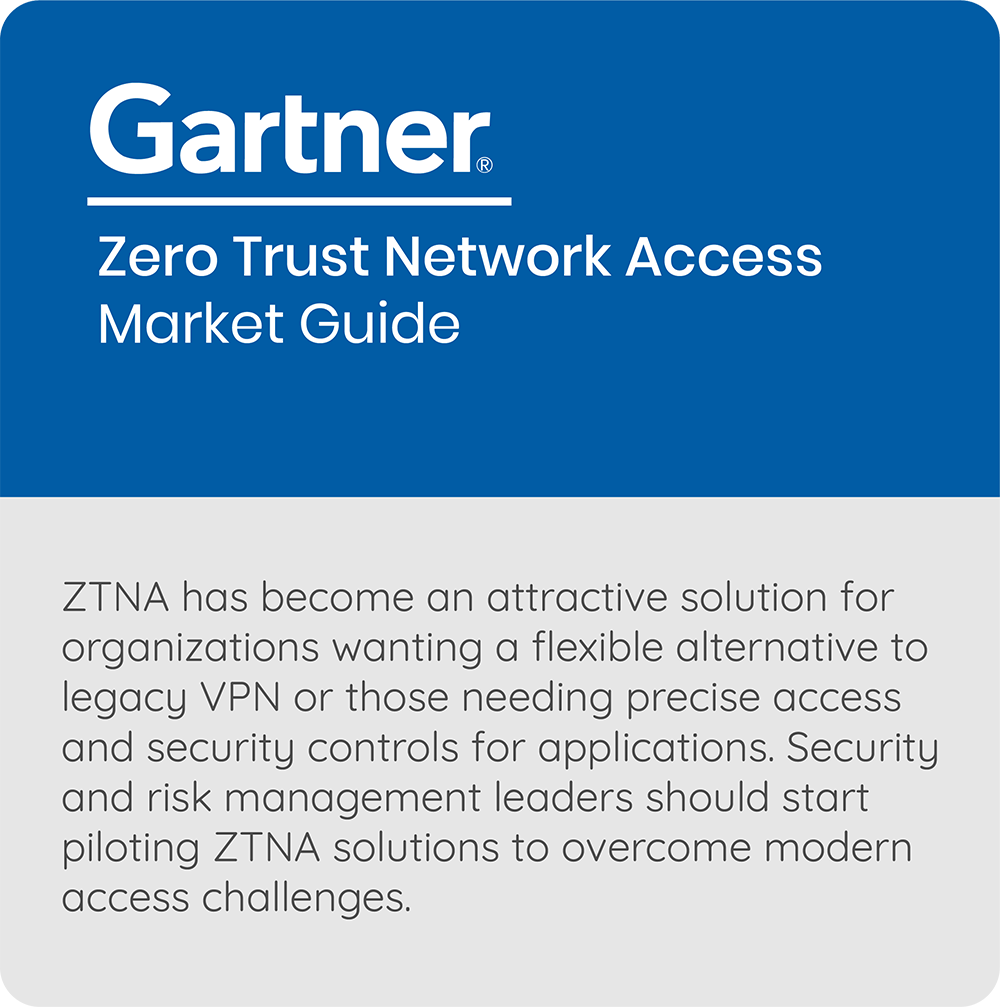 Gartner®
Zero Trust Network Access
Market Guide
ZTNA has become an attractive solution for
organizations wanting a flexible alternative to
legacy VPN or those needing precise access
and security controls for applications. Security
and risk management leaders should start
piloting ZTNA solutions to overcome modern
access challenges.